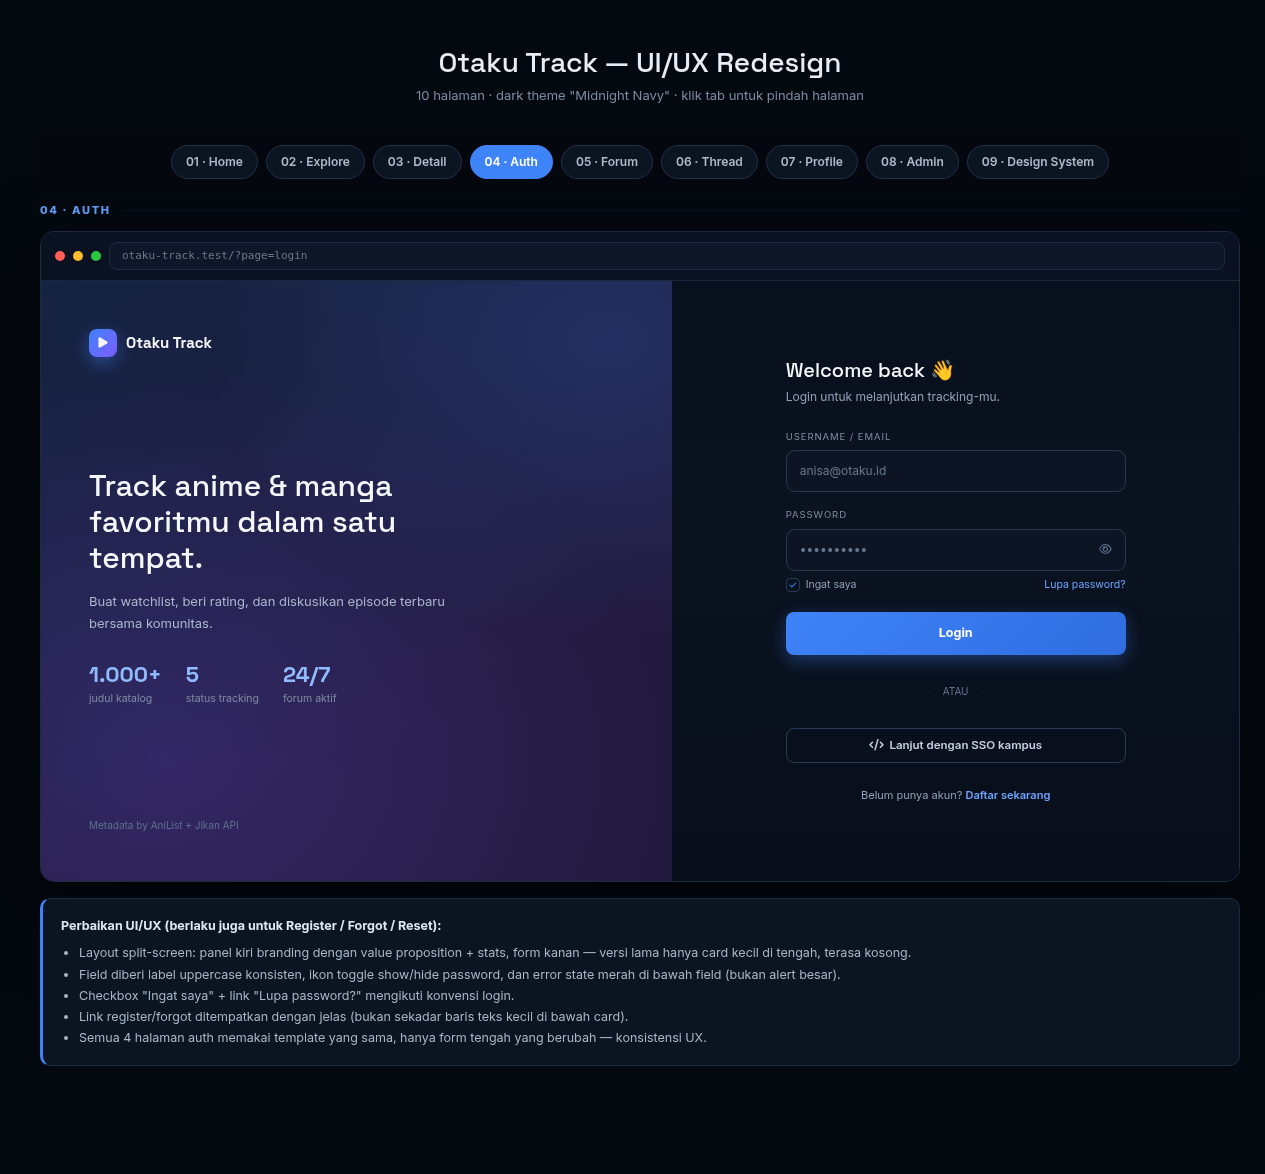 Otaku Track — UI/UX Redesign
10 halaman · dark theme "Midnight Navy" · klik tab untuk pindah halaman
01 · Home
02 · Explore
03 · Detail
04 · Auth
05 · Forum
06 · Thread
07 · Profile
08 · Admin
09 · Design System
04 · AUTH
otaku-track.test/?page=login
Otaku Track
Track anime & manga
favoritmu dalam satu
tempat.
Buat watchlist, beri rating, dan diskusikan episode terbaru
bersama komunitas.
1.000+
judul katalog
5
status tracking
24/7
forum aktif
Metadata by AniList + Jikan API
Welcome back 👋
Login untuk melanjutkan tracking-mu.
USERNAME / EMAIL
anisa@otaku.id
PASSWORD
••••••••••
Ingat saya
Lupa password?
Login
ATAU
Lanjut dengan SSO kampus
Belum punya akun? Daftar sekarang
Perbaikan UI/UX (berlaku juga untuk Register / Forgot / Reset):
• Layout split-screen: panel kiri branding dengan value proposition + stats, form kanan — versi lama hanya card kecil di tengah, terasa kosong.
• Field diberi label uppercase konsisten, ikon toggle show/hide password, dan error state merah di bawah field (bukan alert besar).
• Checkbox "Ingat saya" + link "Lupa password?" mengikuti konvensi login.
• Link register/forgot ditempatkan dengan jelas (bukan sekadar baris teks kecil di bawah card).
• Semua 4 halaman auth memakai template yang sama, hanya form tengah yang berubah — konsistensi UX.